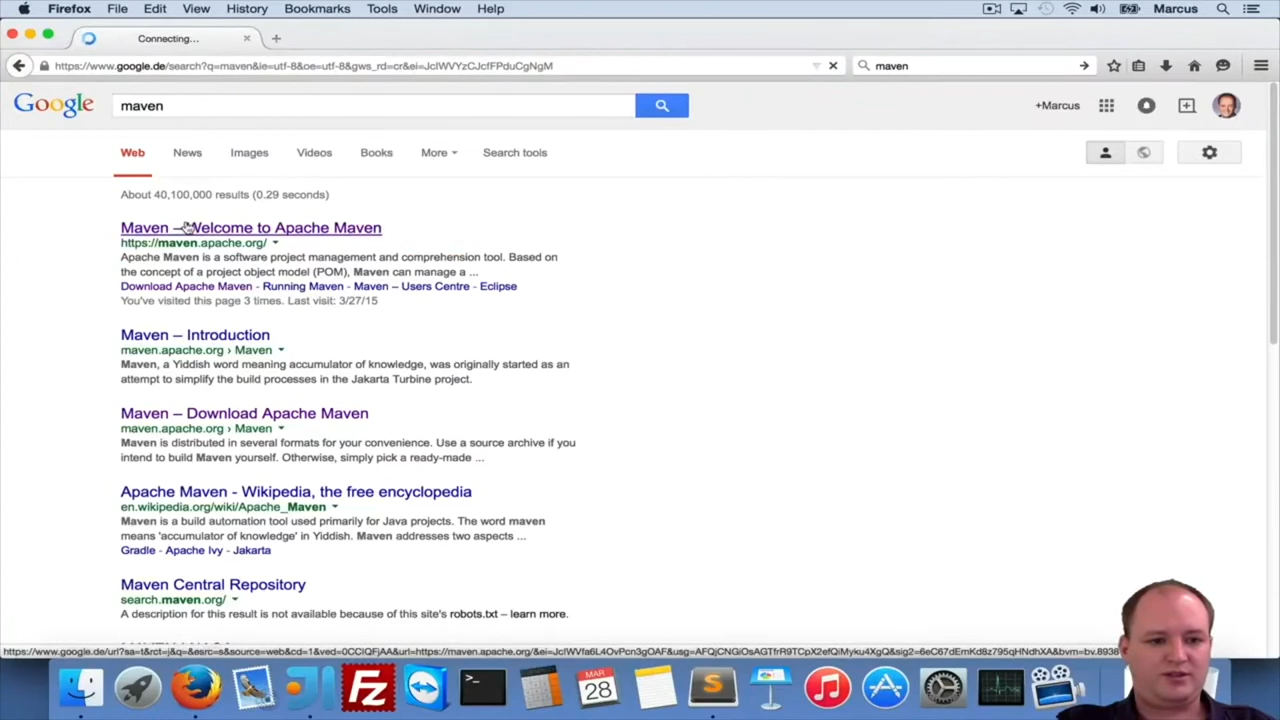 Firefox File Edit View History Bookmarks Tools Window Help Marcus
Connecting...
https://www.google.de/search?q=maven&ie=utf-8&oe=utf-8&gws_rd=cr&ei=JcIWVYzCJcfFPduCgNgM maven
Google maven +Marcus
Web News Images Videos Books More Search tools
About 40,100,000 results (0.29 seconds)
Maven – Welcome to Apache Maven
https://maven.apache.org/
Apache Maven is a software project management and comprehension tool. Based on
the concept of a project object model (POM), Maven can manage a ...
Download Apache Maven - Running Maven - Maven – Users Centre - Eclipse
You've visited this page 3 times. Last visit: 3/27/15
Maven – Introduction
maven.apache.org › Maven
Maven, a Yiddish word meaning accumulator of knowledge, was originally started as an
attempt to simplify the build processes in the Jakarta Turbine project.
Maven – Download Apache Maven
maven.apache.org › Maven
Maven is distributed in several formats for your convenience. Use a source archive if you
intend to build Maven yourself. Otherwise, simply pick a ready-made ...
Apache Maven - Wikipedia, the free encyclopedia
en.wikipedia.org/wiki/Apache_Maven
Maven is a build automation tool used primarily for Java projects. The word maven
means 'accumulator of knowledge' in Yiddish. Maven addresses two aspects ...
Gradle - Apache Ivy - Jakarta
Maven Central Repository
search.maven.org/
A description for this result is not available because of this site's robots.txt – learn more.
MAR
28